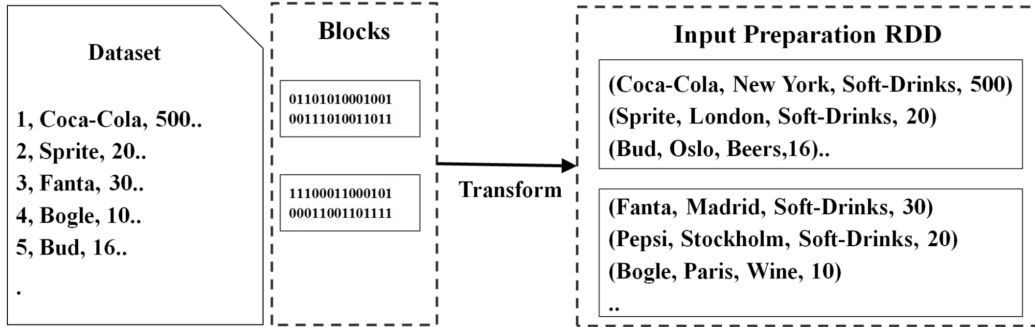 Dataset
1, Coca-Cola, 500..
2, Sprite, 20..
3, Fanta, 30..
4, Bogle, 10..
5, Bud, 16..
.
Blocks
01101010001001
00111010011011
11100011000101
00011001101111
Transform
Input Preparation RDD
(Coca-Cola, New York, Soft-Drinks, 500)
(Sprite, London, Soft-Drinks, 20)
(Bud, Oslo, Beers,16)..
(Fanta, Madrid, Soft-Drinks, 30)
(Pepsi, Stockholm, Soft-Drinks, 20)
(Bogle, Paris, Wine, 10)
..